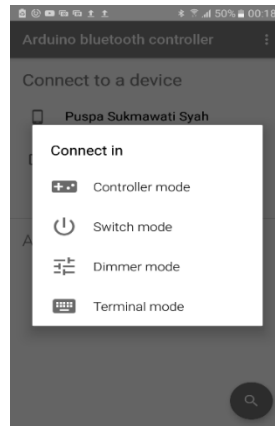 50% 00:18
Arduino bluetooth controller
Connect to a device
Puspa Sukmawati Syah
Connect in
Controller mode
Switch mode
Dimmer mode
Terminal mode
A